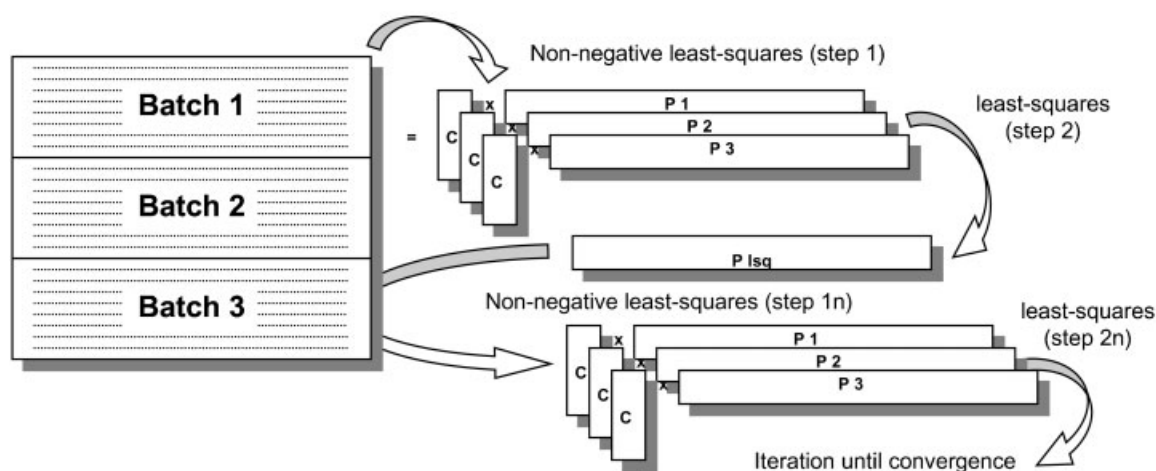 Batch 1
Batch 2
Batch 3
=
Non-negative least-squares (step 1)
C x P 1
C x P 2
C x P 3
least-squares
(step 2)
P lsq
Non-negative least-squares (step 1n)
C x P 1
C x P 2
C x P 3
least-squares
(step 2n)
Iteration until convergence